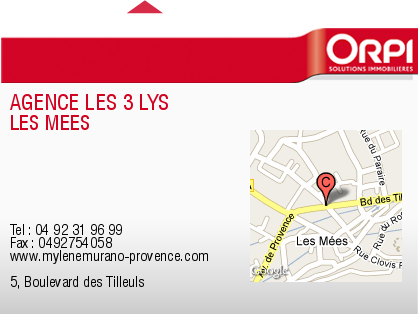 ORPI
SOLUTIONS IMMOBILIÈRES
AGENCE LES 3 LYS
LES MEES
Tel : 04 92 31 96 99
Fax : 0492754058
www.mylenemurano-provence.com
5, Boulevard des Tilleuls
Rue du Paraire
C
Bd des Til
Av. de Provence
Rue du Ro
Les Mées
Rue Clovis
Google